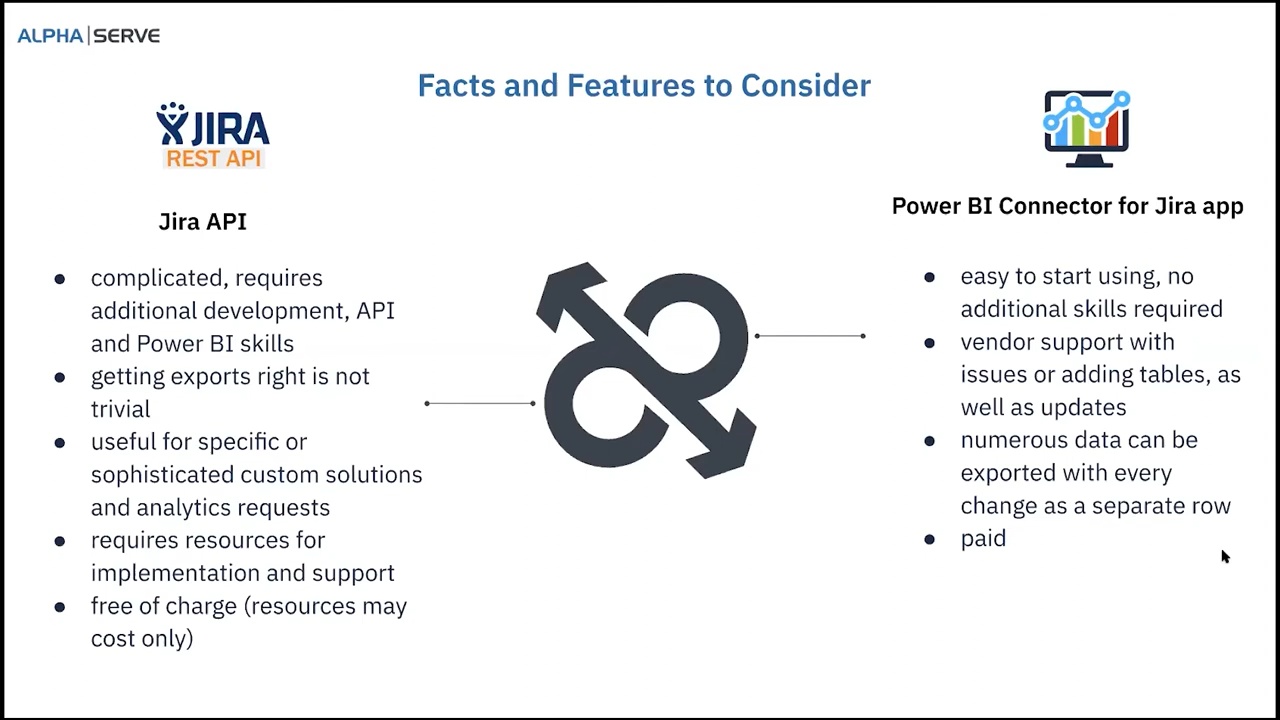 ALPHA|SERVE
Facts and Features to Consider
JIRA
REST API
Jira API
● complicated, requires
additional development, API
and Power BI skills
● getting exports right is not
trivial
● useful for specific or
sophisticated custom solutions
and analytics requests
● requires resources for
implementation and support
● free of charge (resources may
cost only)
Power BI Connector for Jira app
● easy to start using, no
additional skills required
● vendor support with
issues or adding tables, as
well as updates
● numerous data can be
exported with every
change as a separate row
● paid